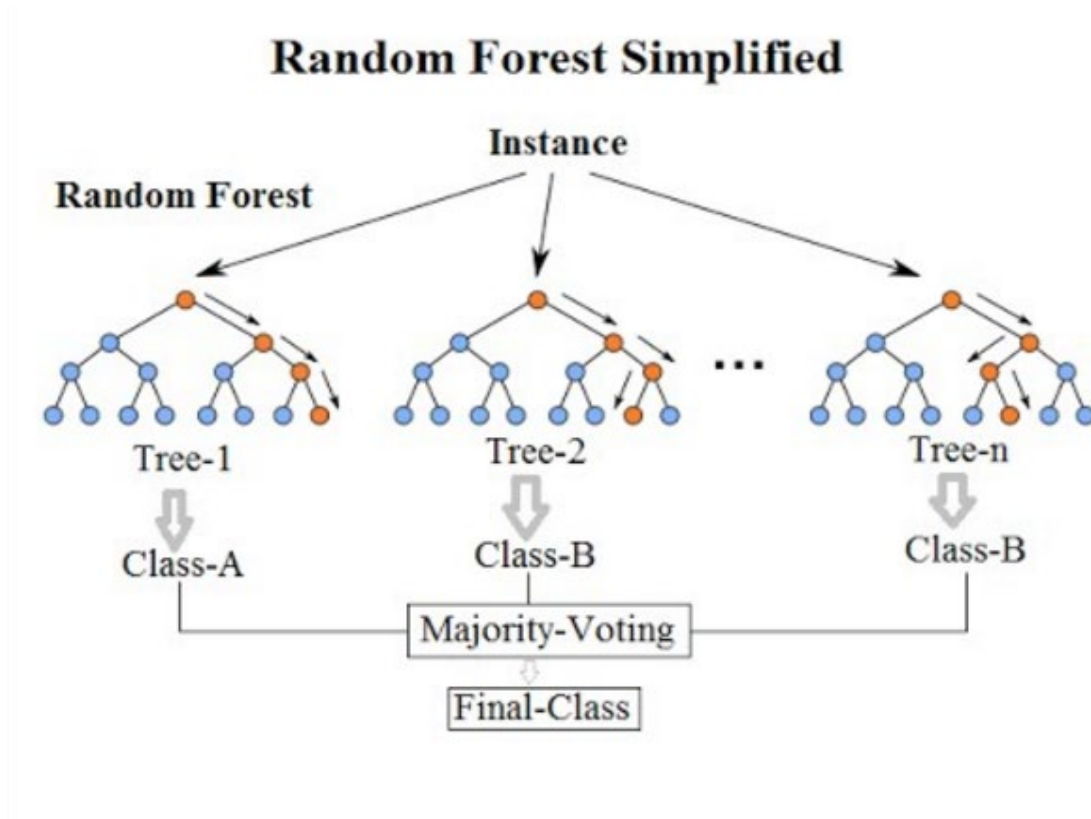 Random Forest Simplified
Instance
Random Forest
...
Tree-1
Tree-2
Tree-n
Class-A
Class-B
Class-B
Majority-Voting
Final-Class